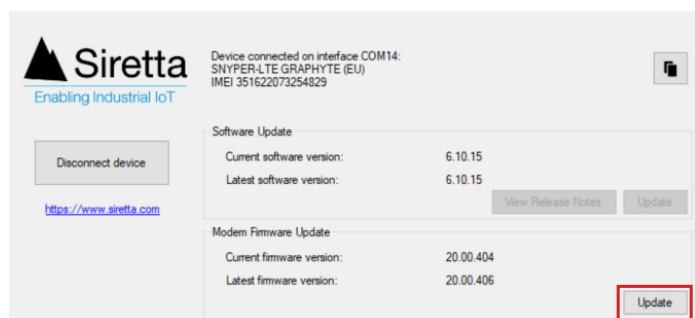 Siretta
Enabling Industrial IoT
Device connected on interface COM14:
SNYPER-LTE GRAPHYTE (EU)
IMEI 351622073254829
Disconnect device
https://www.siretta.com
Software Update
Current software version: 6.10.15
Latest software version: 6.10.15
View Release Notes Update
Modem Firmware Update
Current firmware version: 20.00.404
Latest firmware version: 20.00.406
Update